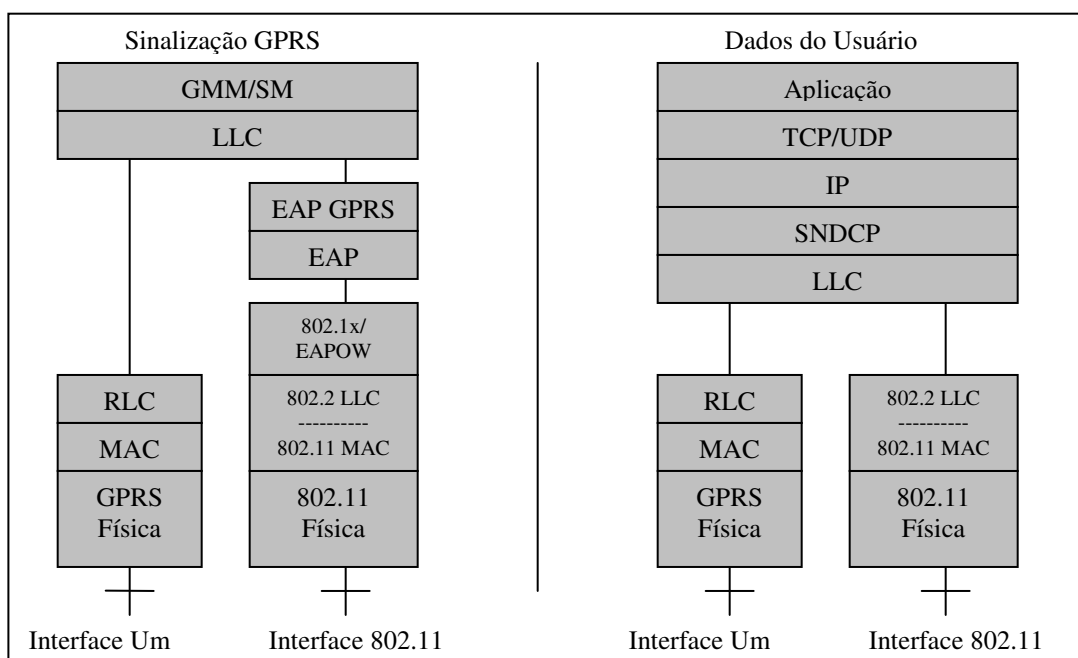 Sinalização GPRS
GMM/SM
LLC
EAP GPRS
EAP
802.1x/
EAPOW
RLC
MAC
GPRS
Física
802.2 LLC
----------
802.11 MAC
802.11
Física
Interface Um
Interface 802.11
Dados do Usuário
Aplicação
TCP/UDP
IP
SNDCP
LLC
RLC
MAC
GPRS
Física
802.2 LLC
----------
802.11 MAC
802.11
Física
Interface Um
Interface 802.11